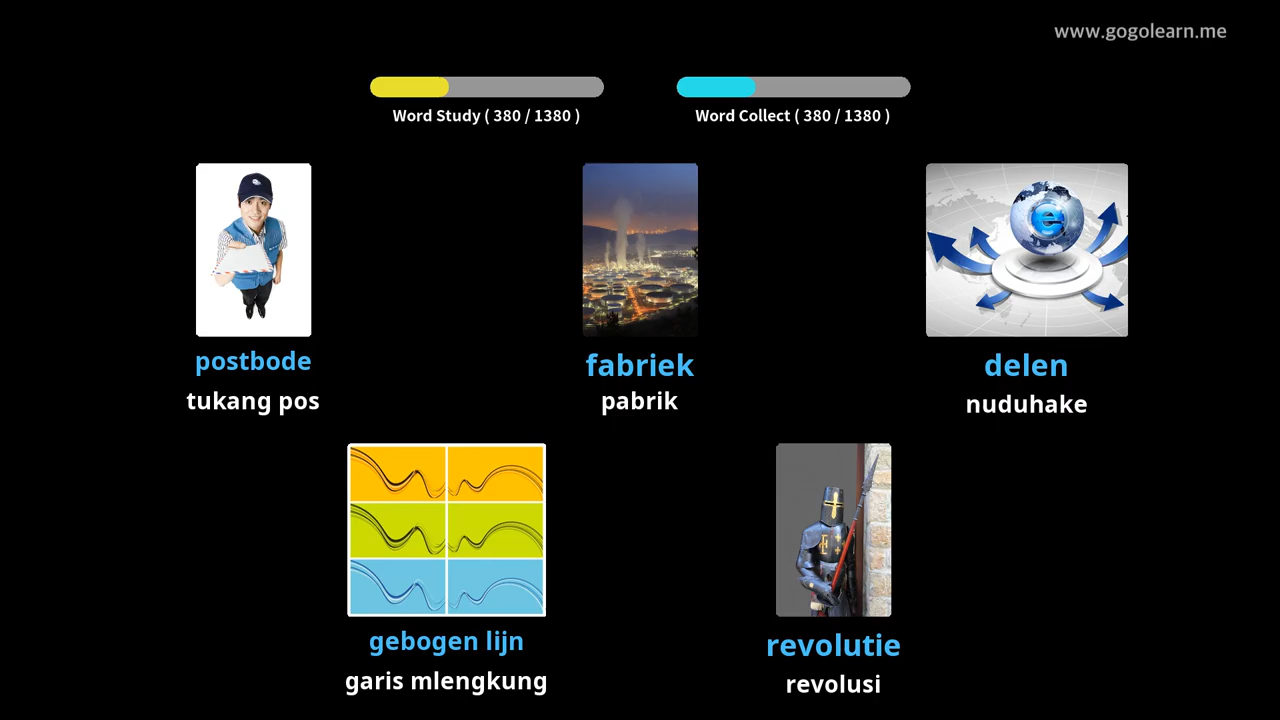 www.gogolearn.me
Word Study ( 380 / 1380 )
Word Collect ( 380 / 1380 )
postbode
tukang pos
fabriek
pabrik
delen
nuduhake
gebogen lijn
garis mlengkung
revolutie
revolusi